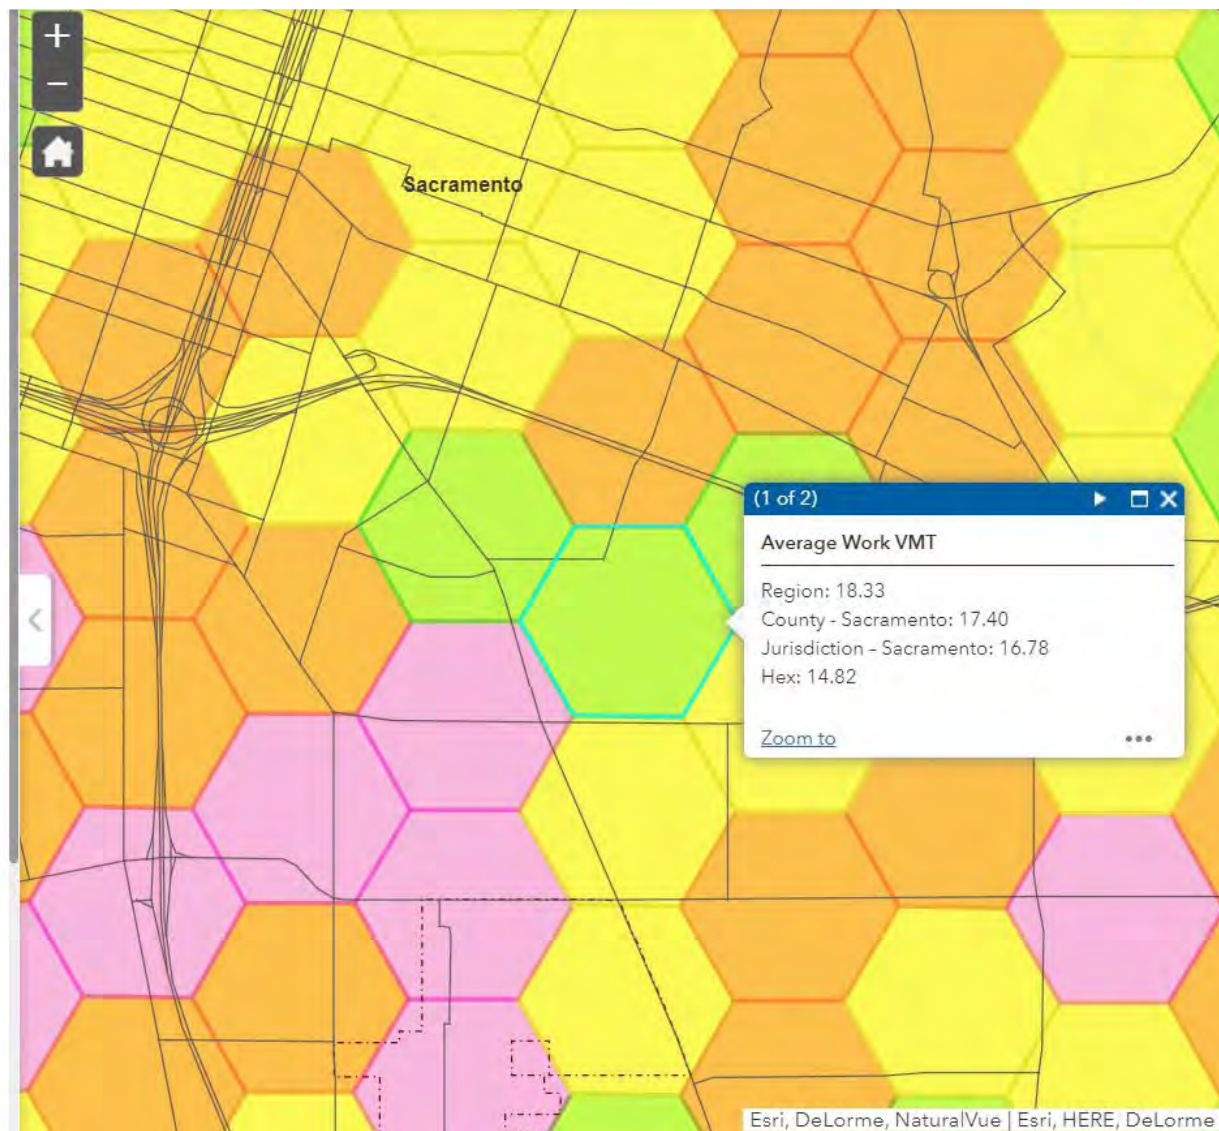 +
−
Sacramento
(1 of 2)
Average Work VMT
Region: 18.33
County - Sacramento: 17.40
Jurisdiction – Sacramento: 16.78
Hex: 14.82
Zoom to
Esri, DeLorme, NaturalVue | Esri, HERE, DeLorme